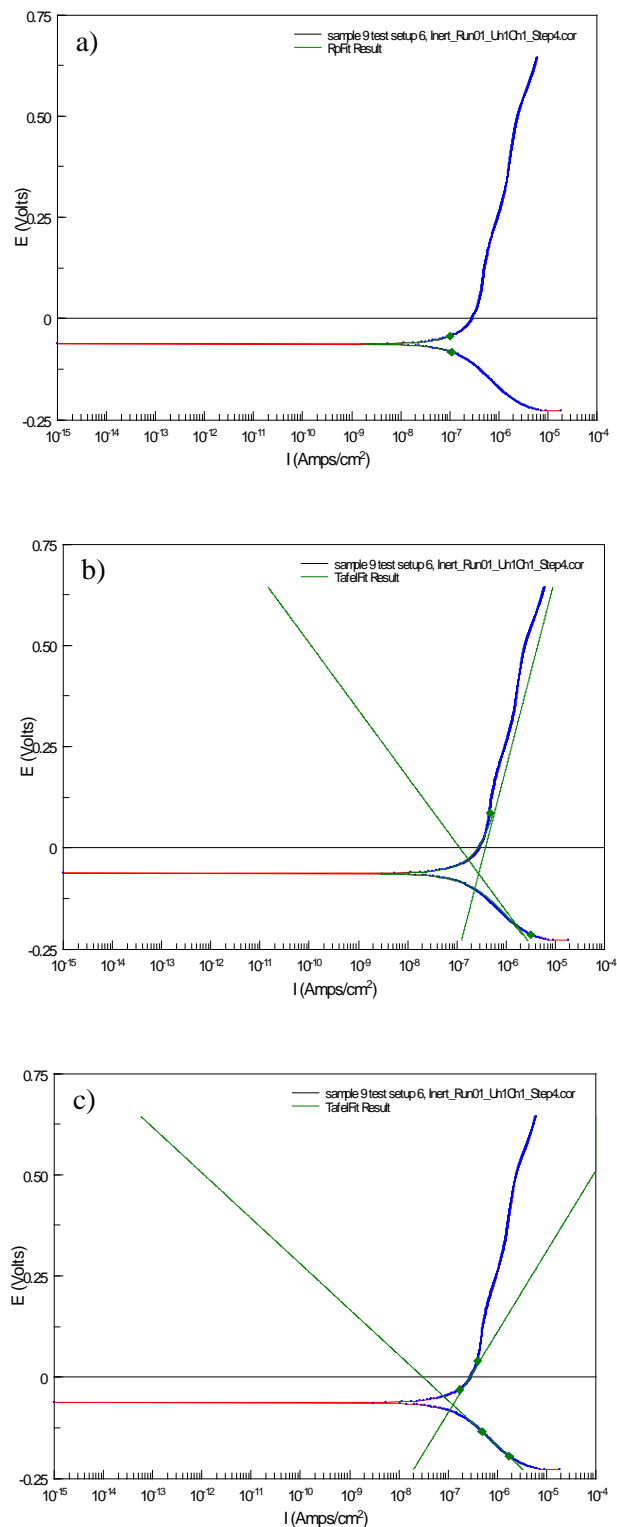 a)
sample 9 test setup 6, Inert_Run01_Un1Ch1_Step4.cor
RpFit Result
0.75
0.50
0.25
0
-0.25
E (Volts)
10-15 10-14 10-13 10-12 10-11 10-10 10-9 10-8 10-7 10-6 10-5 10-4
I (Amps/cm2)
b)
sample 9 test setup 6, Inert_Run01_Un1Ch1_Step4.cor
TafelFit Result
0.75
0.50
0.25
0
-0.25
E (Volts)
10-15 10-14 10-13 10-12 10-11 10-10 10-9 10-8 10-7 10-6 10-5 10-4
I (Amps/cm2)
c)
sample 9 test setup 6, Inert_Run01_Un1Ch1_Step4.cor
TafelFit Result
0.75
0.50
0.25
0
-0.25
E (Volts)
10-15 10-14 10-13 10-12 10-11 10-10 10-9 10-8 10-7 10-6 10-5 10-4
I (Amps/cm2)